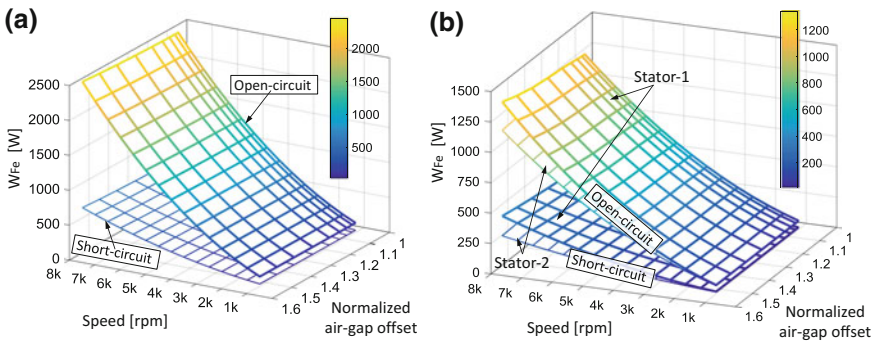 (a)
2000
1500
1000
500
Open-circuit
Short-circuit
WFe [W]
2500
2000
1500
1000
500
0
8k
7k
6k
5k
4k
3k
2k
1k
Speed [rpm]
1
1.1
1.2
1.3
1.4
1.5
1.6
Normalized
air-gap offset
(b)
1200
1000
800
600
400
200
Stator-1
Open-circuit
Stator-2
Short-circuit
WFe [W]
1500
1250
1000
750
500
250
0
8k
7k
6k
5k
4k
3k
2k
1k
Speed [rpm]
1
1.1
1.2
1.3
1.4
1.5
1.6
Normalized
air-gap offset